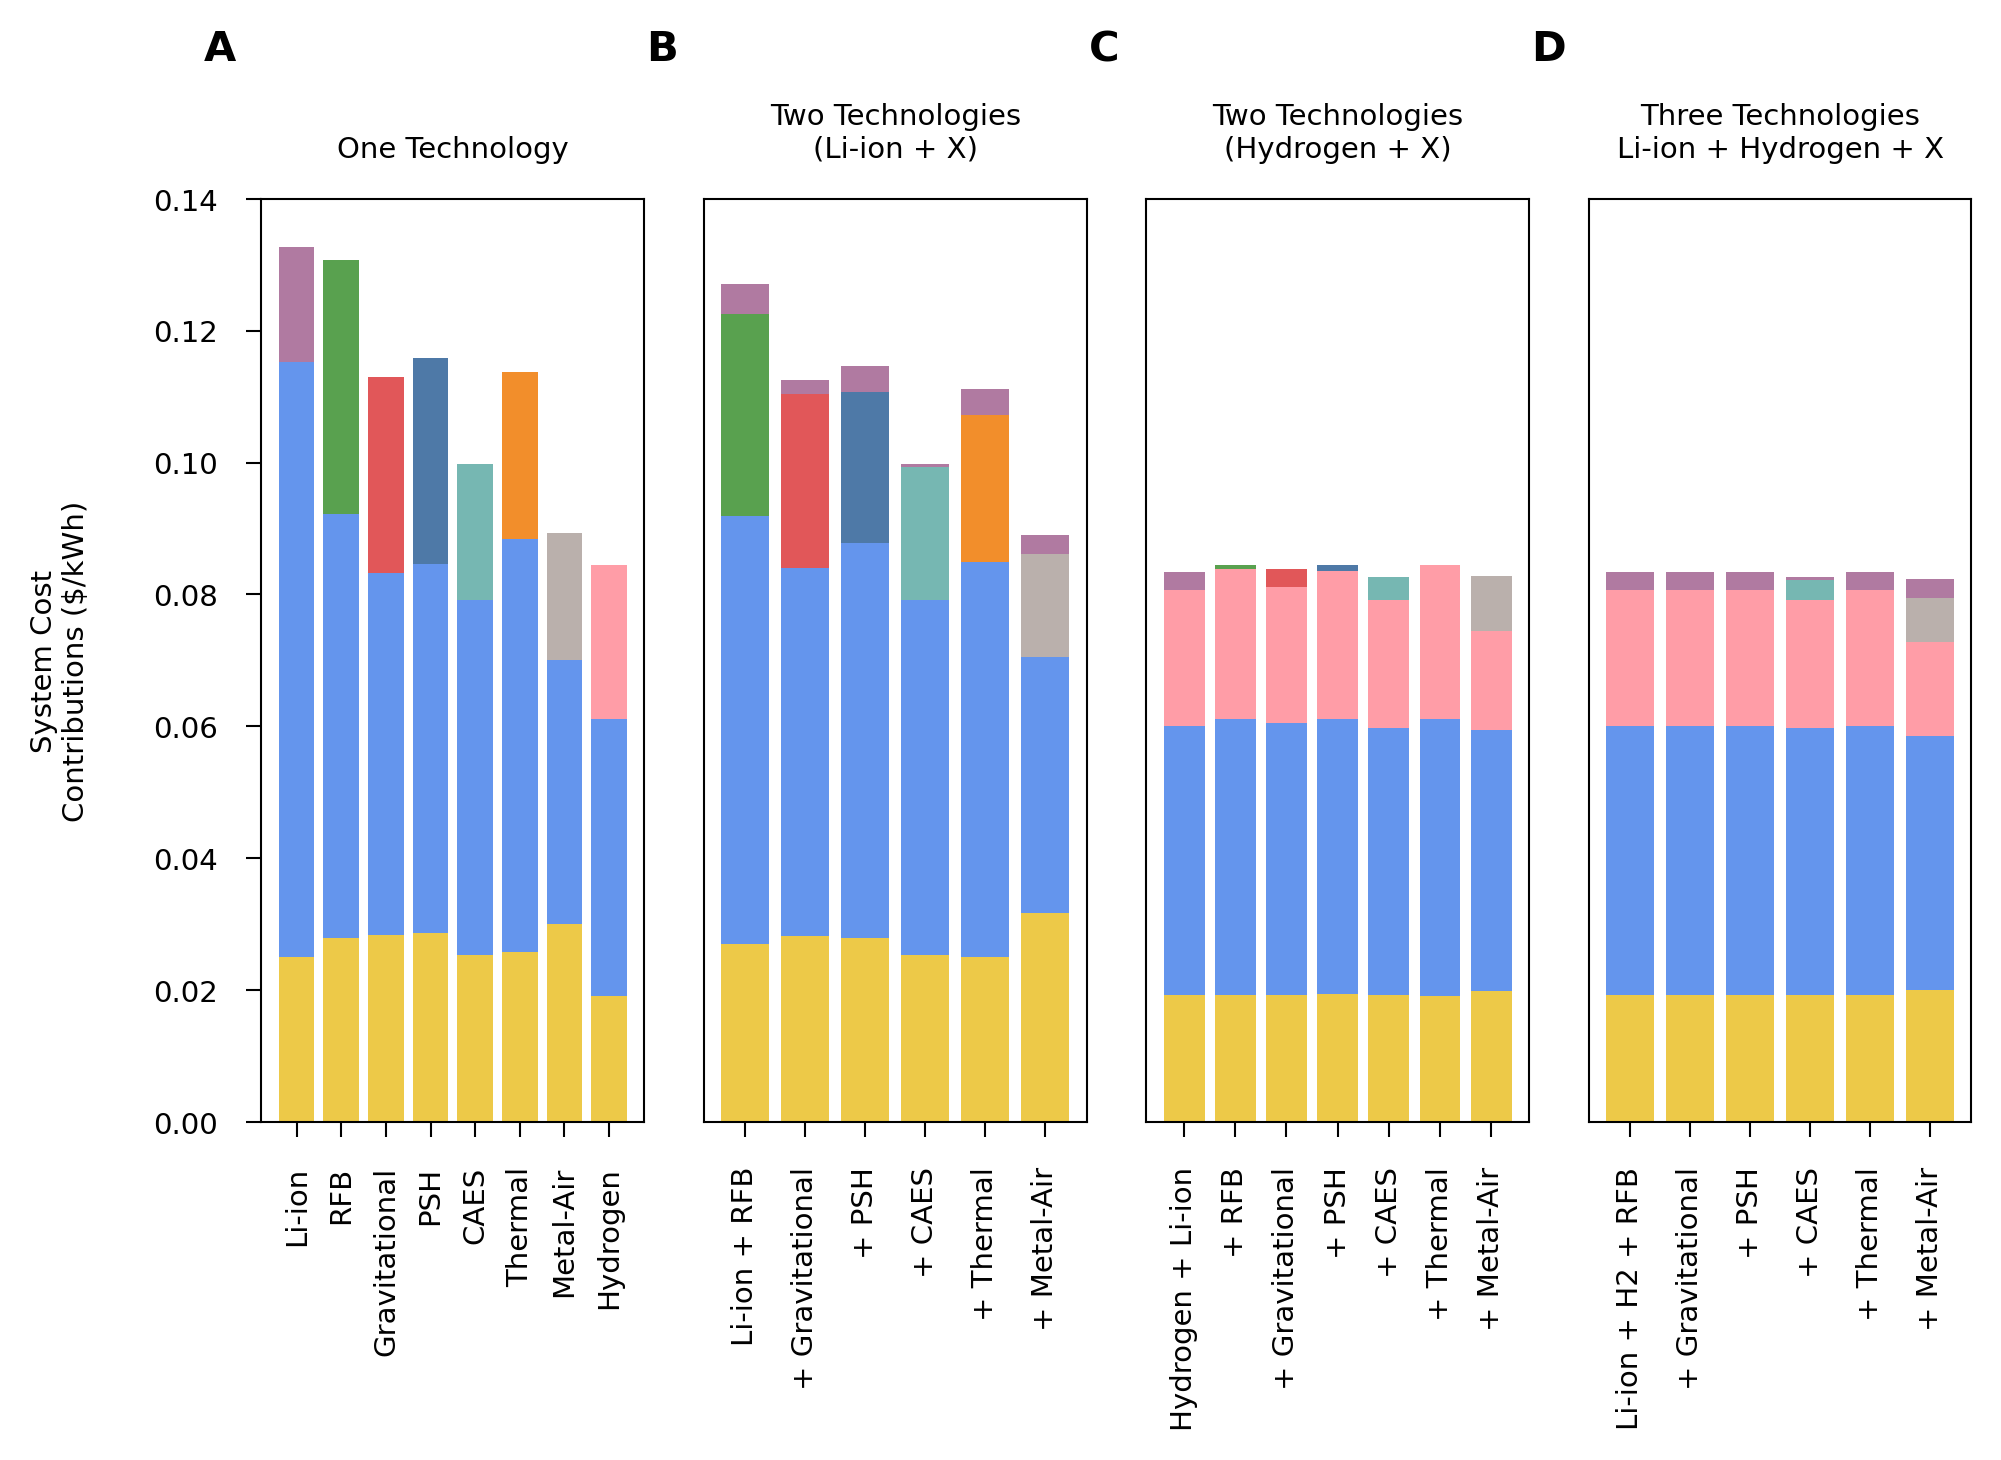 A
B
C
D
One Technology
Two Technologies
(Li-ion + X)
Two Technologies
(Hydrogen + X)
Three Technologies
Li-ion + Hydrogen + X
System Cost
Contributions ($/kWh)
0.14
0.12
0.10
0.08
0.06
0.04
0.02
0.00
Li-ion
RFB
Gravitational
PSH
CAES
Thermal
Metal-Air
Hydrogen
Li-ion + RFB
+ Gravitational
+ PSH
+ CAES
+ Thermal
+ Metal-Air
Hydrogen + Li-ion
+ RFB
+ Gravitational
+ PSH
+ CAES
+ Thermal
+ Metal-Air
Li-ion + H2 + RFB
+ Gravitational
+ PSH
+ CAES
+ Thermal
+ Metal-Air